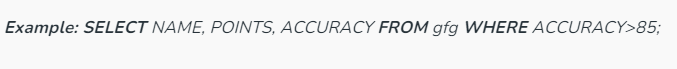 Example: SELECT NAME, POINTS, ACCURACY FROM gfg WHERE ACCURACY>85;